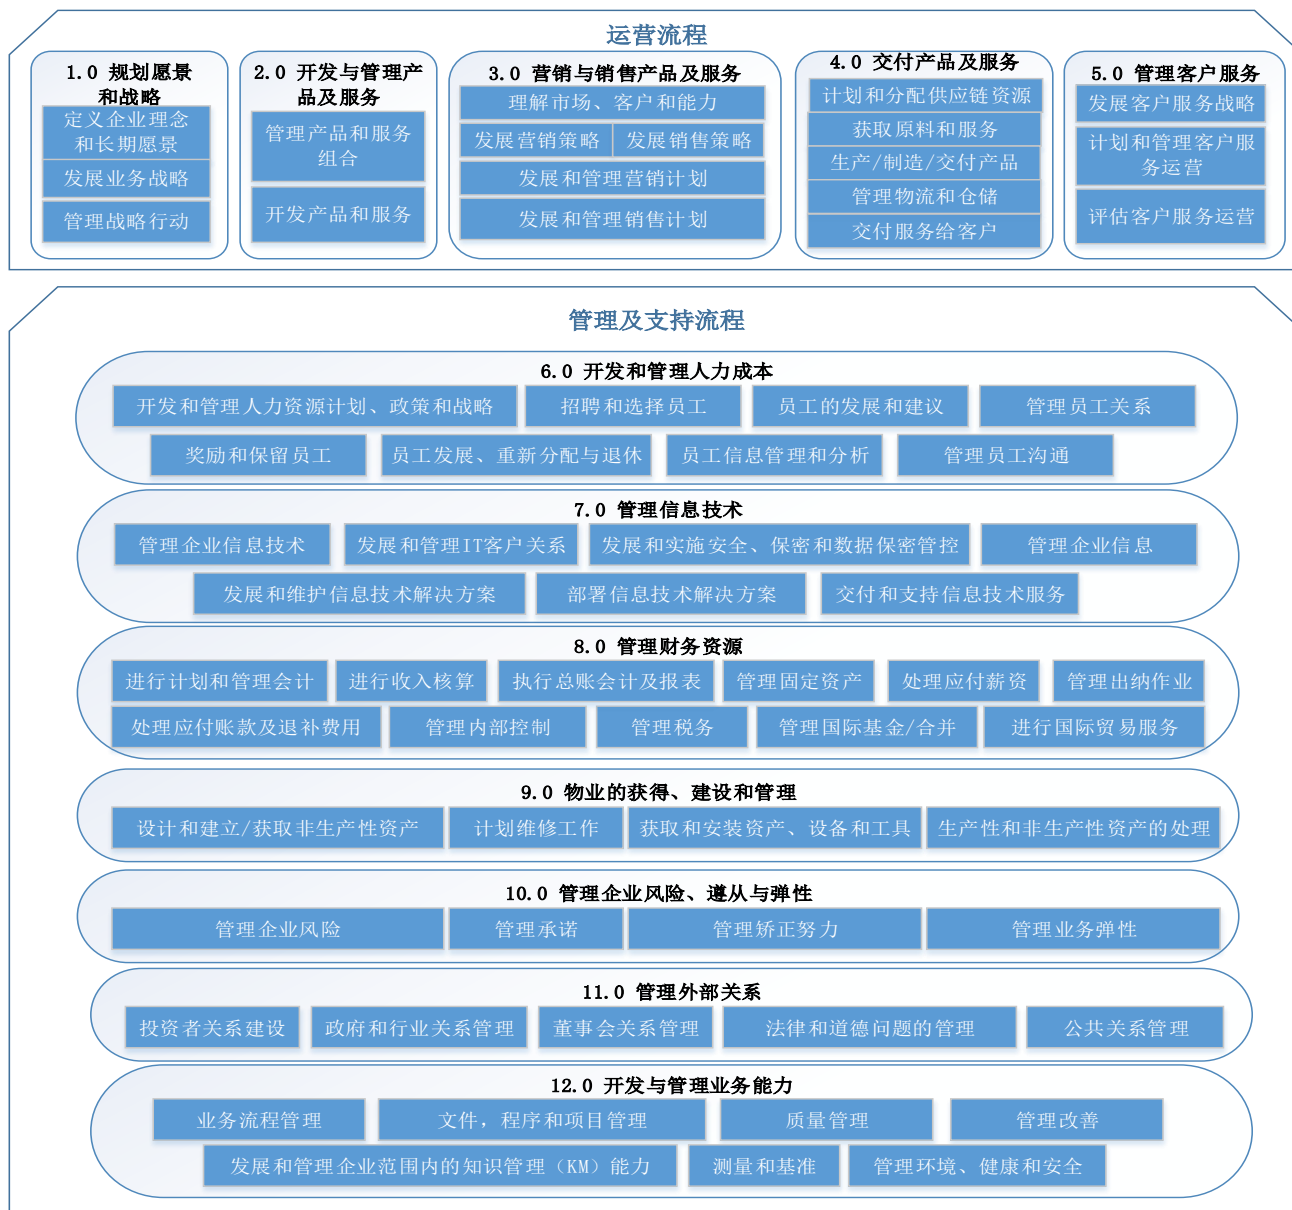 运营流程
1.0 规划愿景
和战略
定义企业理念
和长期愿景
发展业务战略
管理战略行动
2.0 开发与管理产
品及服务
管理产品和服务
组合
开发产品和服务
3.0 营销与销售产品及服务
理解市场、客户和能力
发展营销策略
发展销售策略
发展和管理营销计划
发展和管理销售计划
4.0 交付产品及服务
计划和分配供应链资源
获取原料和服务
生产/制造/交付产品
管理物流和仓储
交付服务给客户
5.0 管理客户服务
发展客户服务战略
计划和管理客户服
务运营
评估客户服务运营
管理及支持流程
6.0 开发和管理人力成本
开发和管理人力资源计划、政策和战略
招聘和选择员工
员工的发展和建议
管理员工关系
奖励和保留员工
员工发展、重新分配与退休
员工信息管理和分析
管理员工沟通
7.0 管理信息技术
管理企业信息技术
发展和管理IT客户关系
发展和实施安全、保密和数据保密管控
管理企业信息
发展和维护信息技术解决方案
部署信息技术解决方案
交付和支持信息技术服务
8.0 管理财务资源
进行计划和管理会计
进行收入核算
执行总账会计及报表
管理固定资产
处理应付薪资
管理出纳作业
处理应付账款及退补费用
管理内部控制
管理税务
管理国际基金/合并
进行国际贸易服务
9.0 物业的获得、建设和管理
设计和建立/获取非生产性资产
计划维修工作
获取和安装资产、设备和工具
生产性和非生产性资产的处理
10.0 管理企业风险、遵从与弹性
管理企业风险
管理承诺
管理矫正努力
管理业务弹性
11.0 管理外部关系
投资者关系建设
政府和行业关系管理
董事会关系管理
法律和道德问题的管理
公共关系管理
12.0 开发与管理业务能力
业务流程管理
文件，程序和项目管理
质量管理
管理改善
发展和管理企业范围内的知识管理（KM）能力
测量和基准
管理环境、健康和安全